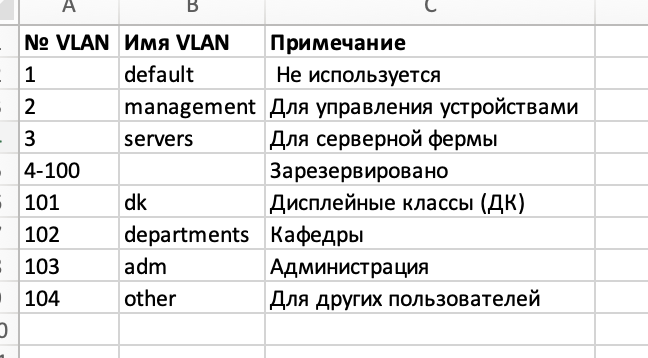 A B C
№ VLAN Имя VLAN Примечание
1 default Не используется
2 management Для управления устройствами
3 servers Для серверной фермы
4-100 Зарезервировано
101 dk Дисплейные классы (ДК)
102 departments Кафедры
103 adm Администрация
104 other Для других пользователей